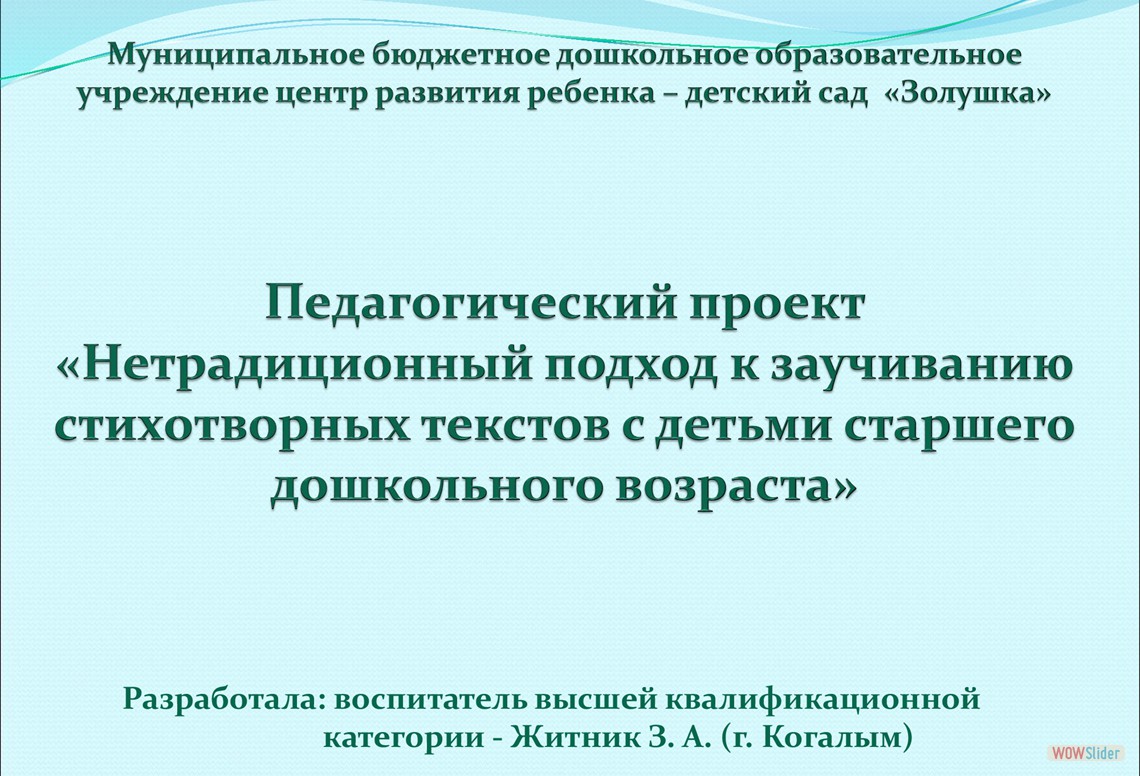 Муниципальное бюджетное дошкольное образовательное
учреждение центр развития ребенка – детский сад «Золушка»
Педагогический проект
«Нетрадиционный подход к заучиванию
стихотворных текстов с детьми старшего
дошкольного возраста»
Разработала: воспитатель высшей квалификационной
категории - Житник З. А. (г. Когалым)
WOWSlider